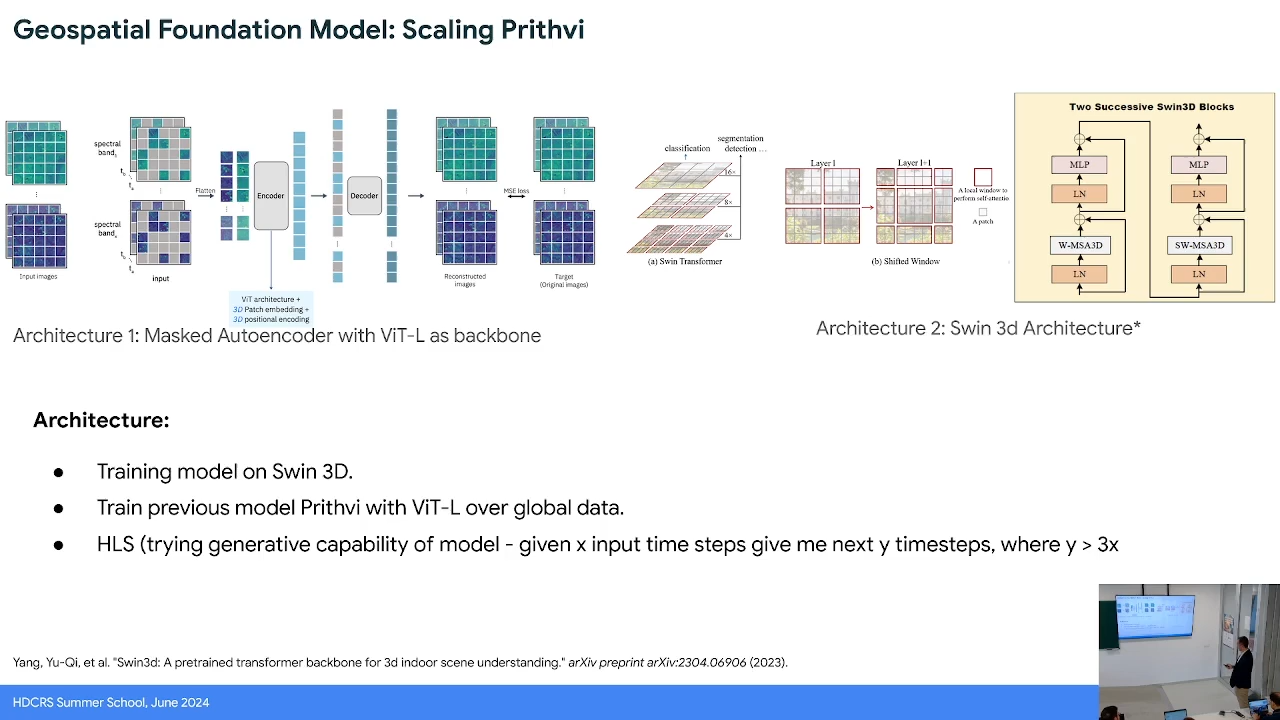 Geospatial Foundation Model: Scaling Prithvi
spectral
band
spectral
band
Flatten
Encoder
Decoder
MSE loss
Input images
input
Reconstructed
images
Target
(Original images)
ViT architecture +
3D Patch embedding +
3D positional encoding
Architecture 1: Masked Autoencoder with ViT-L as backbone
classification
segmentation
detection ...
16×
8×
4×
(a) Swin Transformer
Layer l
Layer l+1
A local window to
perform self-attentio
A patch
(b) Shifted Window
Two Successive Swin3D Blocks
MLP
MLP
LN
LN
W-MSA3D
SW-MSA3D
LN
LN
Architecture 2: Swin 3d Architecture*
Architecture:
● Training model on Swin 3D.
● Train previous model Prithvi with ViT-L over global data.
● HLS (trying generative capability of model - given x input time steps give me next y timesteps, where y > 3x
Yang, Yu-Qi, et al. "Swin3d: A pretrained transformer backbone for 3d indoor scene understanding." arXiv preprint arXiv:2304.06906 (2023).
HDCRS Summer School, June 2024